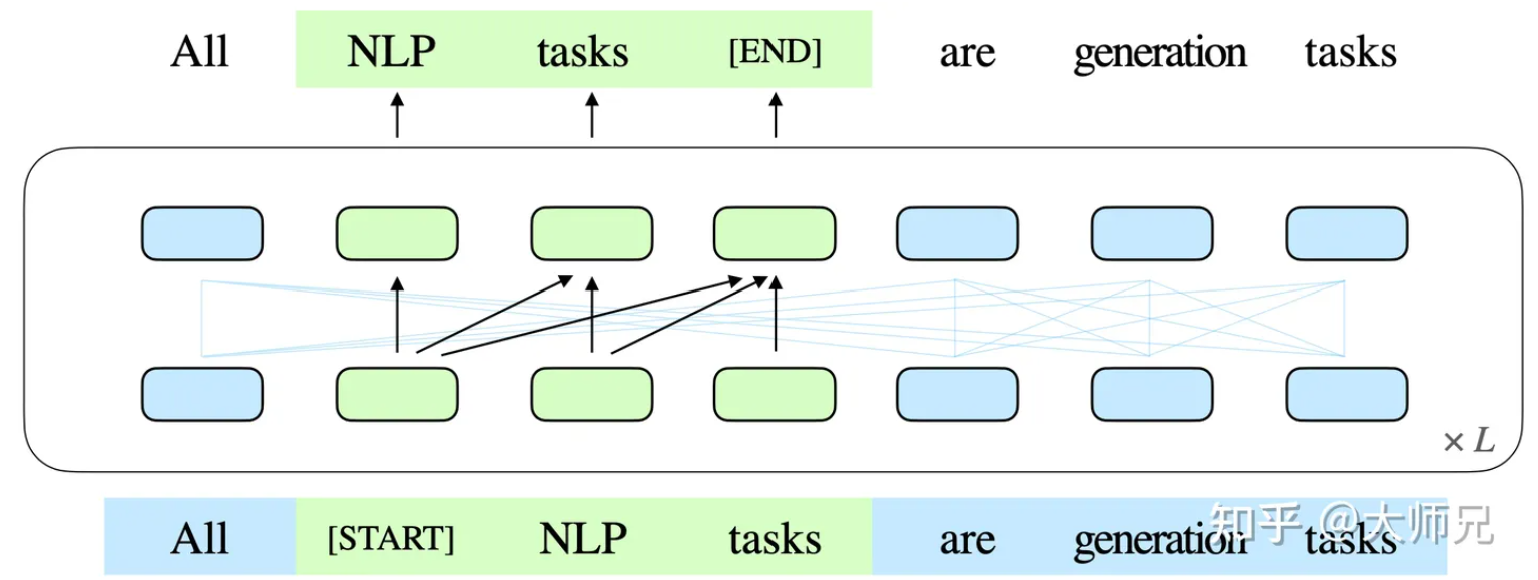 All NLP tasks [END] are generation tasks
× L
All [START] NLP tasks are generation tasks
知乎 @大师兄